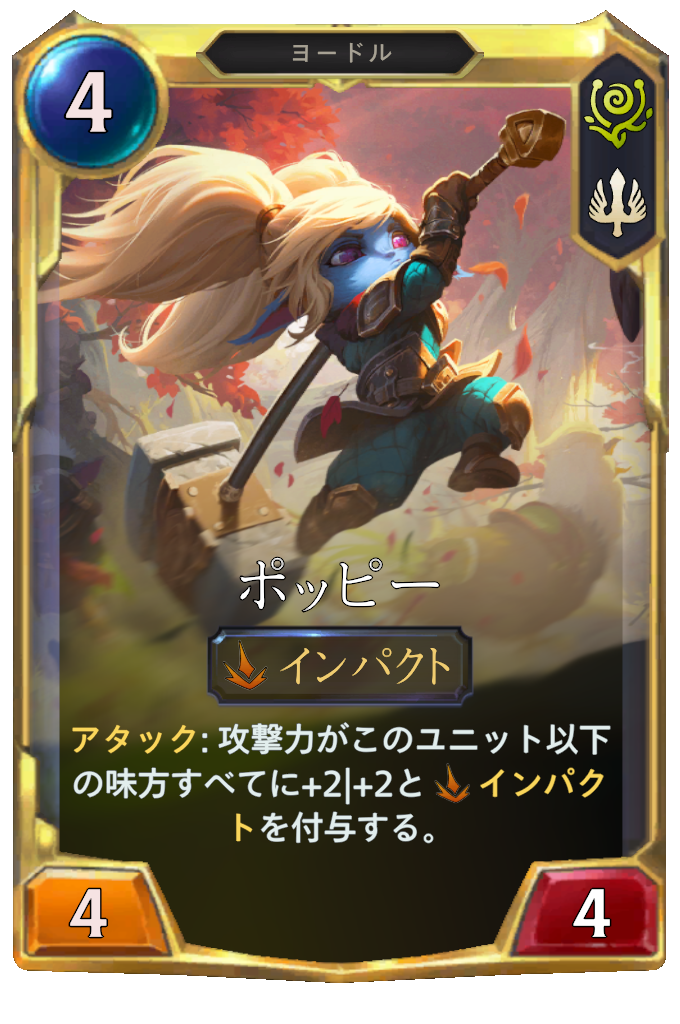 ヨードル
4
ポッピー
インパクト
アタック: 攻撃力がこのユニット以下
の味方すべてに+2|+2と インパク
トを付与する。
4
4